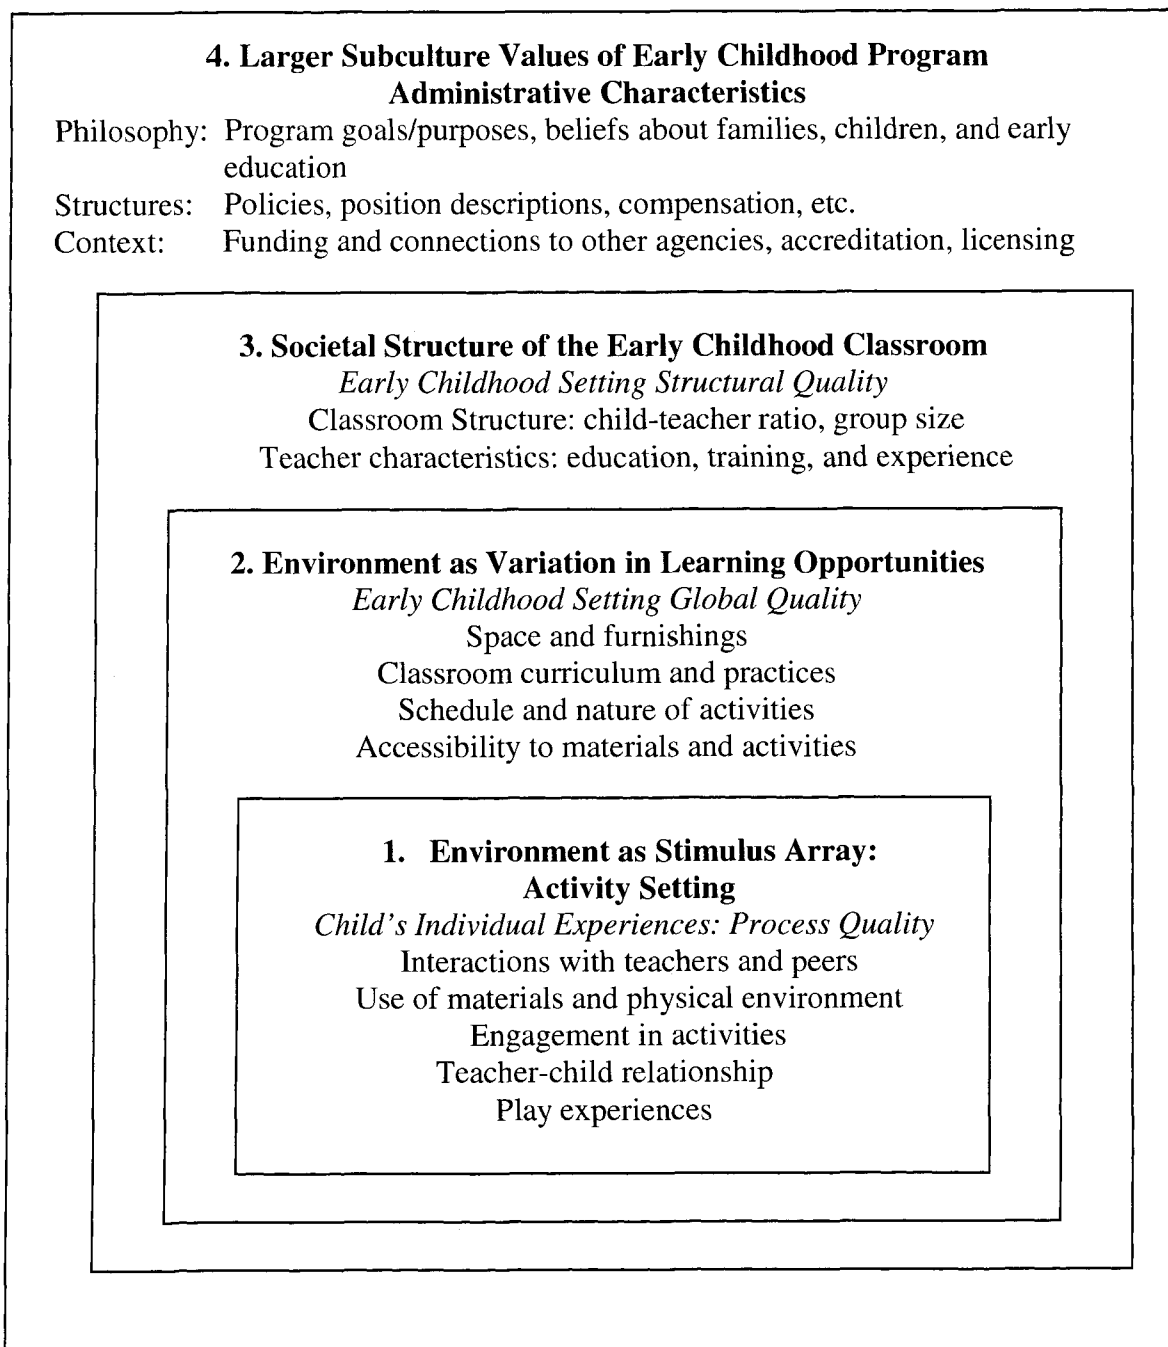 4. Larger Subculture Values of Early Childhood Program
Administrative Characteristics
Philosophy: Program goals/purposes, beliefs about families, children, and early
education
Structures: Policies, position descriptions, compensation, etc.
Context: Funding and connections to other agencies, accreditation, licensing
3. Societal Structure of the Early Childhood Classroom
Early Childhood Setting Structural Quality
Classroom Structure: child-teacher ratio, group size
Teacher characteristics: education, training, and experience
2. Environment as Variation in Learning Opportunities
Early Childhood Setting Global Quality
Space and furnishings
Classroom curriculum and practices
Schedule and nature of activities
Accessibility to materials and activities
1. Environment as Stimulus Array:
Activity Setting
Child's Individual Experiences: Process Quality
Interactions with teachers and peers
Use of materials and physical environment
Engagement in activities
Teacher-child relationship
Play experiences